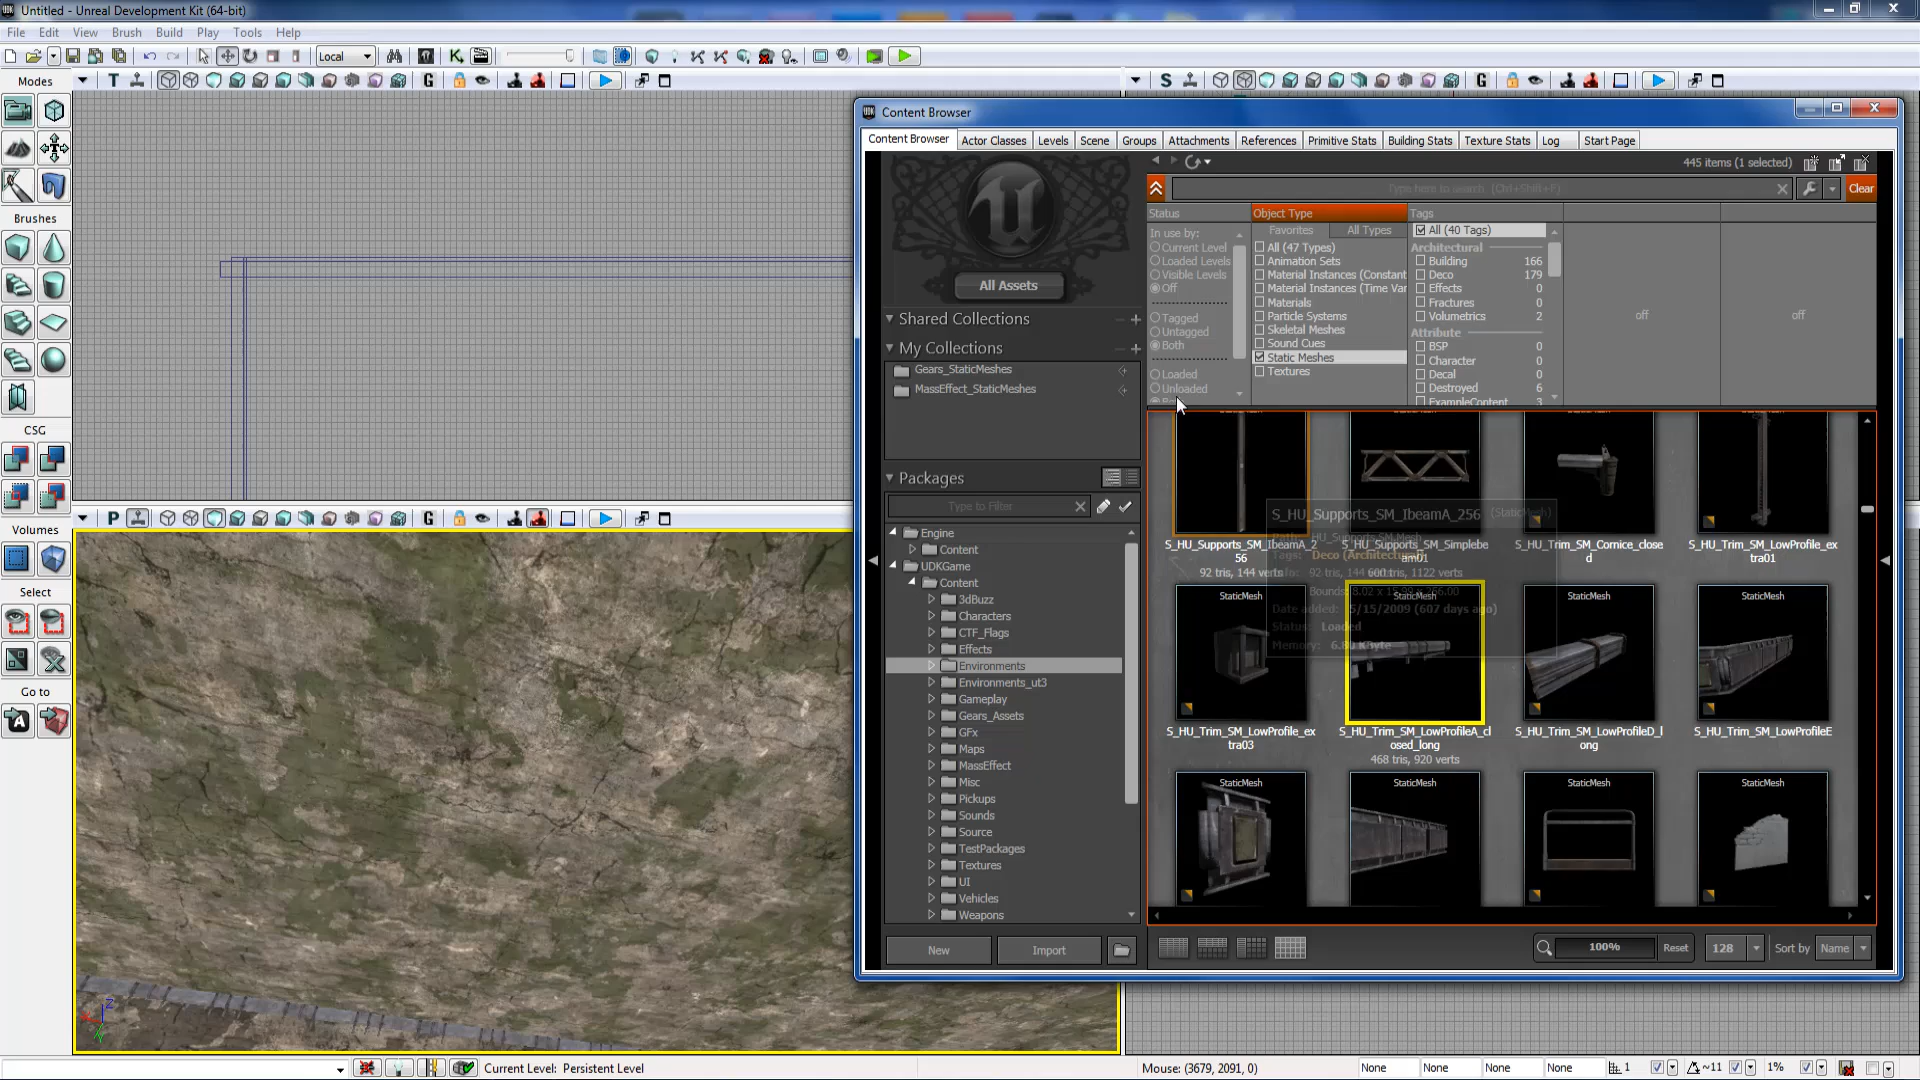 Untitled - Unreal Development Kit (64-bit)
File Edit View Brush Build Play Tools Help
Local
Modes
Brushes
CSG
Volumes
Select
Go to
Content Browser
Content Browser Actor Classes Levels Scene Groups Attachments References Primitive Stats Building Stats Texture Stats Log Start Page
445 items (1 selected)
Type here to search (Ctrl+Shift+F)
Clear
Status
In use by:
Current Level
Loaded Levels
Visible Levels
Off
Tagged
Untagged
Both
Loaded
Unloaded
Object Type
Favorites All Types
All (47 Types)
Animation Sets
Material Instances (Constant
Material Instances (Time Var
Materials
Particle Systems
Skeletal Meshes
Sound Cues
Static Meshes
Textures
Tags
All (40 Tags)
Architectural
Building 166
Deco 179
Effects 0
Fractures 0
Volumetrics 2
Attribute
BSP 0
Character 0
Decal 0
Destroyed 6
ExampleContent 3
off
off
All Assets
Shared Collections
My Collections
Gears_StaticMeshes
MassEffect_StaticMeshes
Packages
Type to Filter
Engine
Content
UDKGame
Content
3dBuzz
Characters
CTF_Flags
Effects
Environments
Environments_ut3
Gameplay
Gears_Assets
GFx
Maps
MassEffect
Misc
Pickups
Sounds
Source
TestPackages
Textures
UI
Vehicles
Weapons
New Import
S_HU_Supports_SM_IbeamA_2
56
92 tris, 144 verts
S_HU_Supports_SM_Simplebe
am01
600 tris, 1122 verts
S_HU_Trim_SM_Cornice_close
d
S_HU_Trim_SM_LowProfile_ex
tra01
S_HU_Supports_SM_IbeamA_256 (StaticMesh)
Tags: Deco (Architectural)
Bounds: 8.02 x 15.99 x 256.00
Date added: 5/15/2009 (607 days ago)
Status: Loaded
Memory: 6.80 KByte
StaticMesh
S_HU_Trim_SM_LowProfile_ex
tra03
StaticMesh
S_HU_Trim_SM_LowProfileA_cl
osed_long
468 tris, 920 verts
StaticMesh
S_HU_Trim_SM_LowProfileD_l
ong
StaticMesh
S_HU_Trim_SM_LowProfileE
StaticMesh
StaticMesh
StaticMesh
StaticMesh
100% Reset 128 Sort by Name
Current Level: Persistent Level
Mouse: (3679, 2091, 0)
None None None None 1 ~11 1%